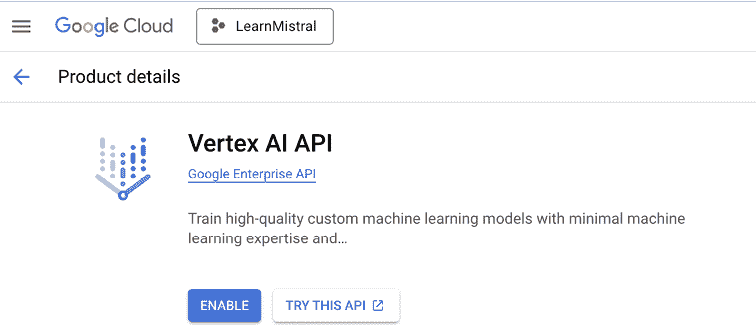 Google Cloud LearnMistral
Product details
Vertex AI API
Google Enterprise API
Train high-quality custom machine learning models with minimal machine
learning expertise and...
ENABLE TRY THIS API